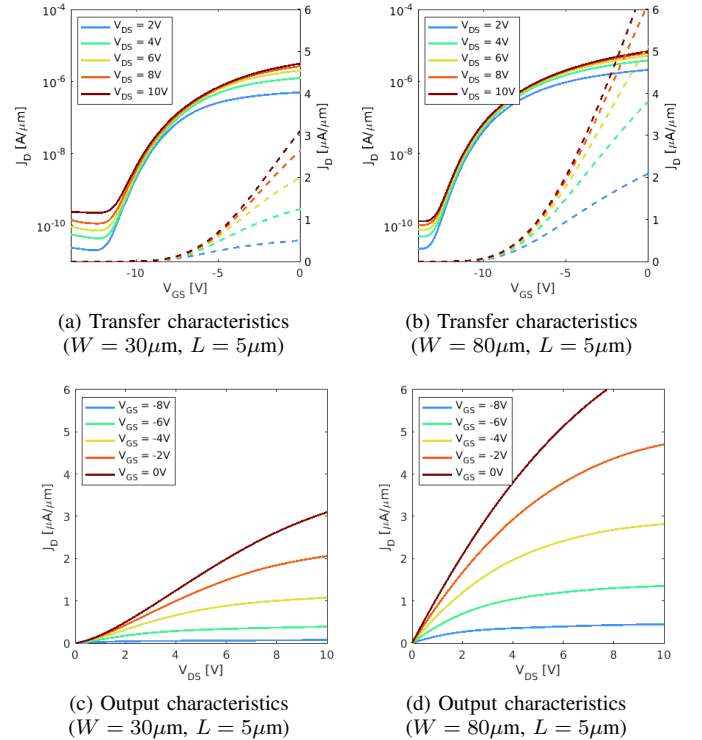 10^-4
10^-6
10^-8
10^-10
J_D [A/μm]
V_DS = 2V
V_DS = 4V
V_DS = 6V
V_DS = 8V
V_DS = 10V
6
5
4
3
2
1
0
J_D [μA/μm]
-10 -5 0
V_GS [V]
(a) Transfer characteristics
(W = 30μm, L = 5μm)
10^-4
10^-6
10^-8
10^-10
J_D [A/μm]
V_DS = 2V
V_DS = 4V
V_DS = 6V
V_DS = 8V
V_DS = 10V
6
5
4
3
2
1
0
J_D [μA/μm]
-10 -5 0
V_GS [V]
(b) Transfer characteristics
(W = 80μm, L = 5μm)
6
5
4
3
2
1
0
J_D [μA/μm]
V_GS = -8V
V_GS = -6V
V_GS = -4V
V_GS = -2V
V_GS = 0V
0 2 4 6 8 10
V_DS [V]
(c) Output characteristics
(W = 30μm, L = 5μm)
6
5
4
3
2
1
0
J_D [μA/μm]
V_GS = -8V
V_GS = -6V
V_GS = -4V
V_GS = -2V
V_GS = 0V
0 2 4 6 8 10
V_DS [V]
(d) Output characteristics
(W = 80μm, L = 5μm)